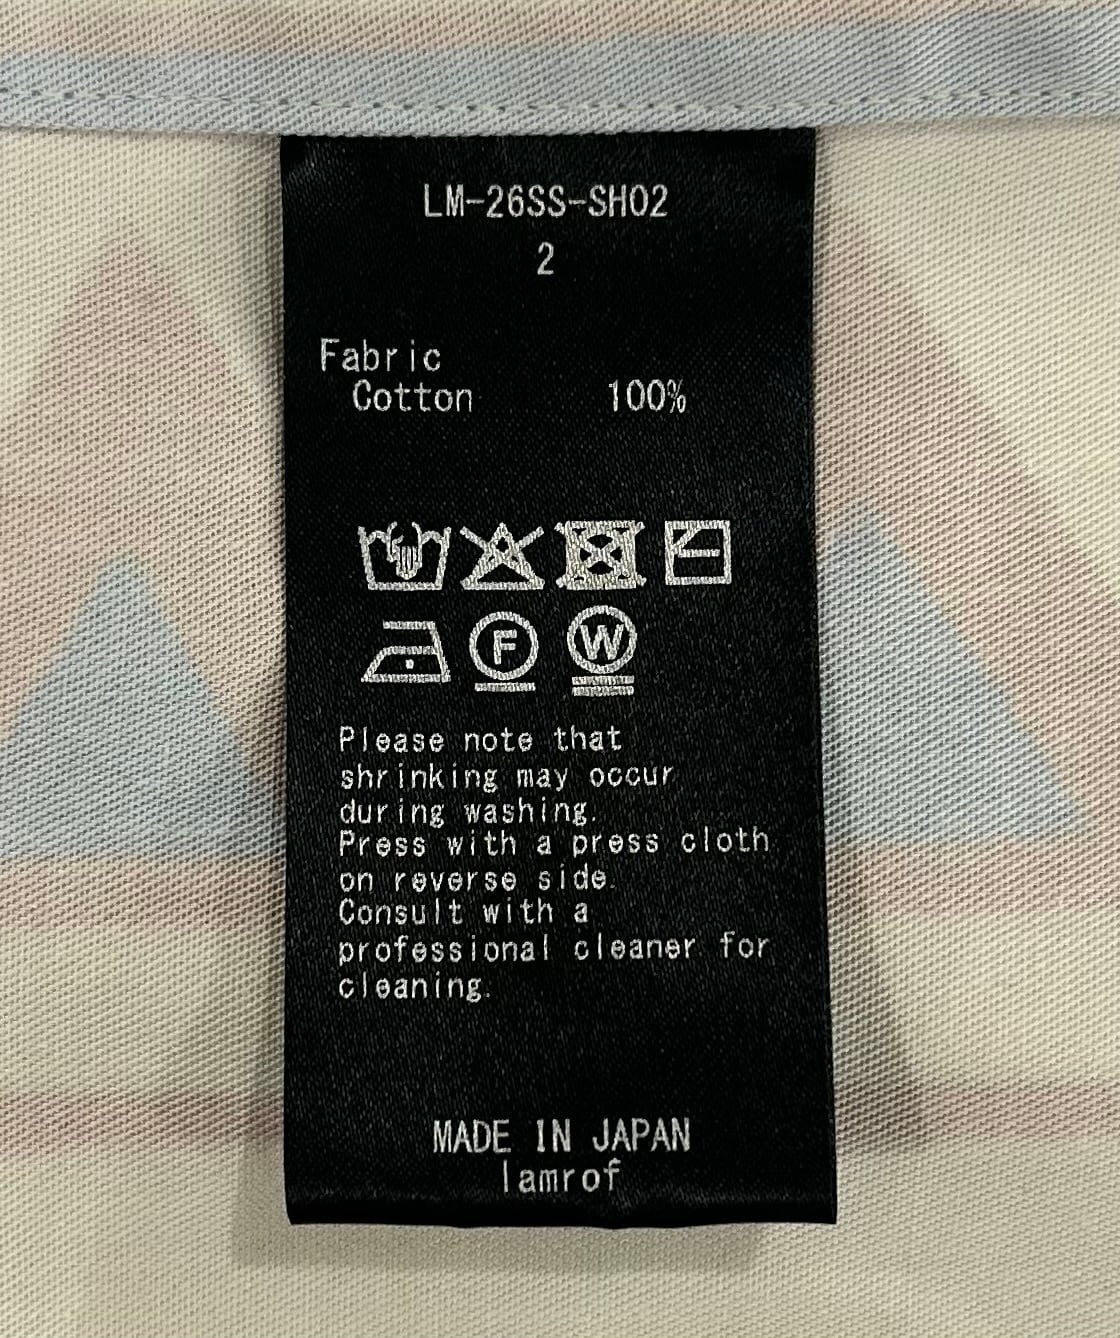 LM-26SS-SH02
2
Fabric
Cotton 100%
F W
Please note that
shrinking may occur
during washing.
Press with a press cloth
on reverse side.
Consult with a
professional cleaner for
cleaning.
MADE IN JAPAN
lamrof